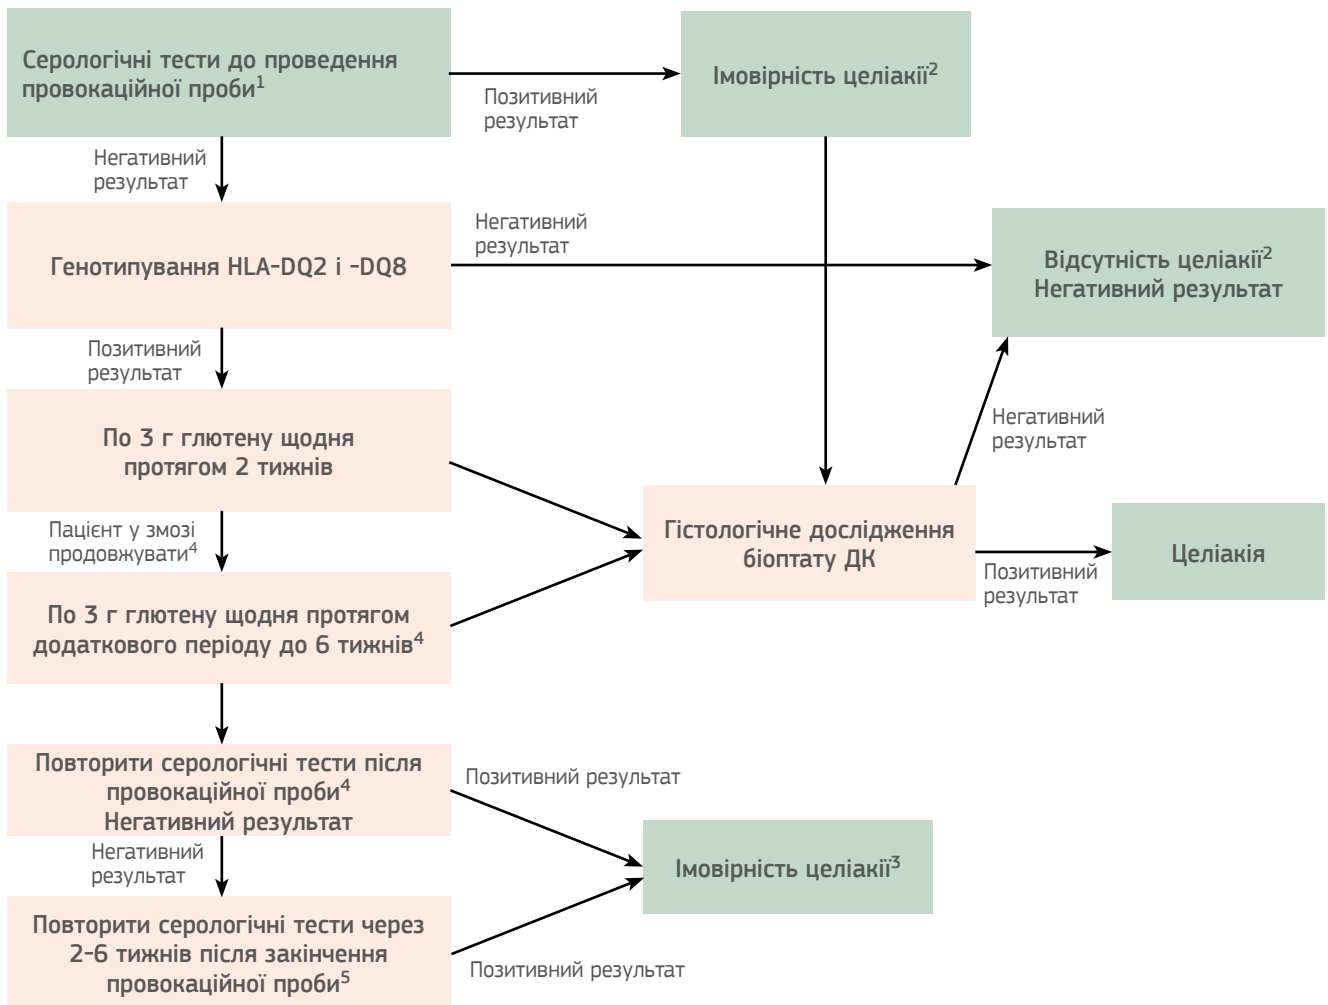 Серологічні тести до проведення
провокаційної проби¹
Позитивний
результат
Імовірність целіакії²
Негативний
результат
Генотипування HLA-DQ2 і -DQ8
Негативний
результат
Відсутність целіакії²
Негативний результат
Позитивний
результат
По 3 г глютену щодня
протягом 2 тижнів
Негативний
результат
Пацієнт у змозі
продовжувати⁴
Гістологічне дослідження
біоптату ДК
Позитивний
результат
Целіакія
По 3 г глютену щодня протягом
додаткового періоду до 6 тижнів⁴
Повторити серологічні тести після
провокаційної проби⁴
Негативний результат
Позитивний результат
Негативний
результат
Імовірність целіакії³
Повторити серологічні тести через
2-6 тижнів після закінчення
провокаційної проби⁵
Позитивний результат